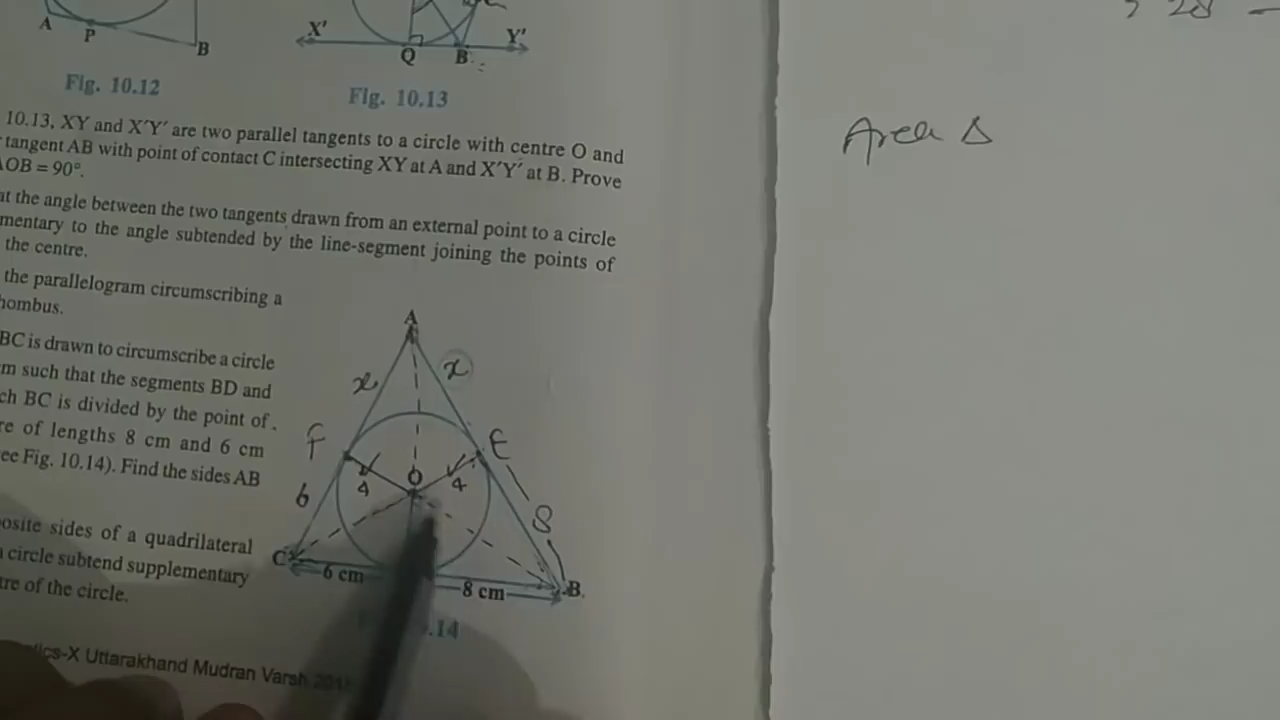 A
P
B
X'
Q
B
Y'
Fig. 10.12
Fig. 10.13
28
Area Δ
10.13, XY and X'Y' are two parallel tangents to a circle with centre O and
tangent AB with point of contact C intersecting XY at A and X'Y' at B. Prove
AOB = 90°.
at the angle between the two tangents drawn from an external point to a circle
mentary to the angle subtended by the line-segment joining the points of
the centre.
the parallelogram circumscribing a
hombus.
BC is drawn to circumscribe a circle
m such that the segments BD and
ch BC is divided by the point of
re of lengths 8 cm and 6 cm
ee Fig. 10.14). Find the sides AB
posite sides of a quadrilateral
a circle subtend supplementary
tre of the circle.
A
x
x
F
E
O
4
4
6
8
C
6 cm
8 cm
B
.14
tics-X Uttarakhand Mudran Varsh